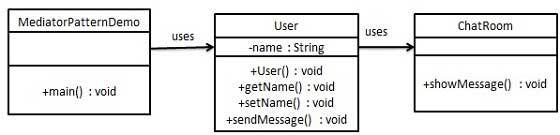 MediatorPatternDemo
+main() : void
uses
User
-name : String
+User() : void
+getName() : void
+setName() : void
+sendMessage() : void
uses
ChatRoom
+showMessage() : void